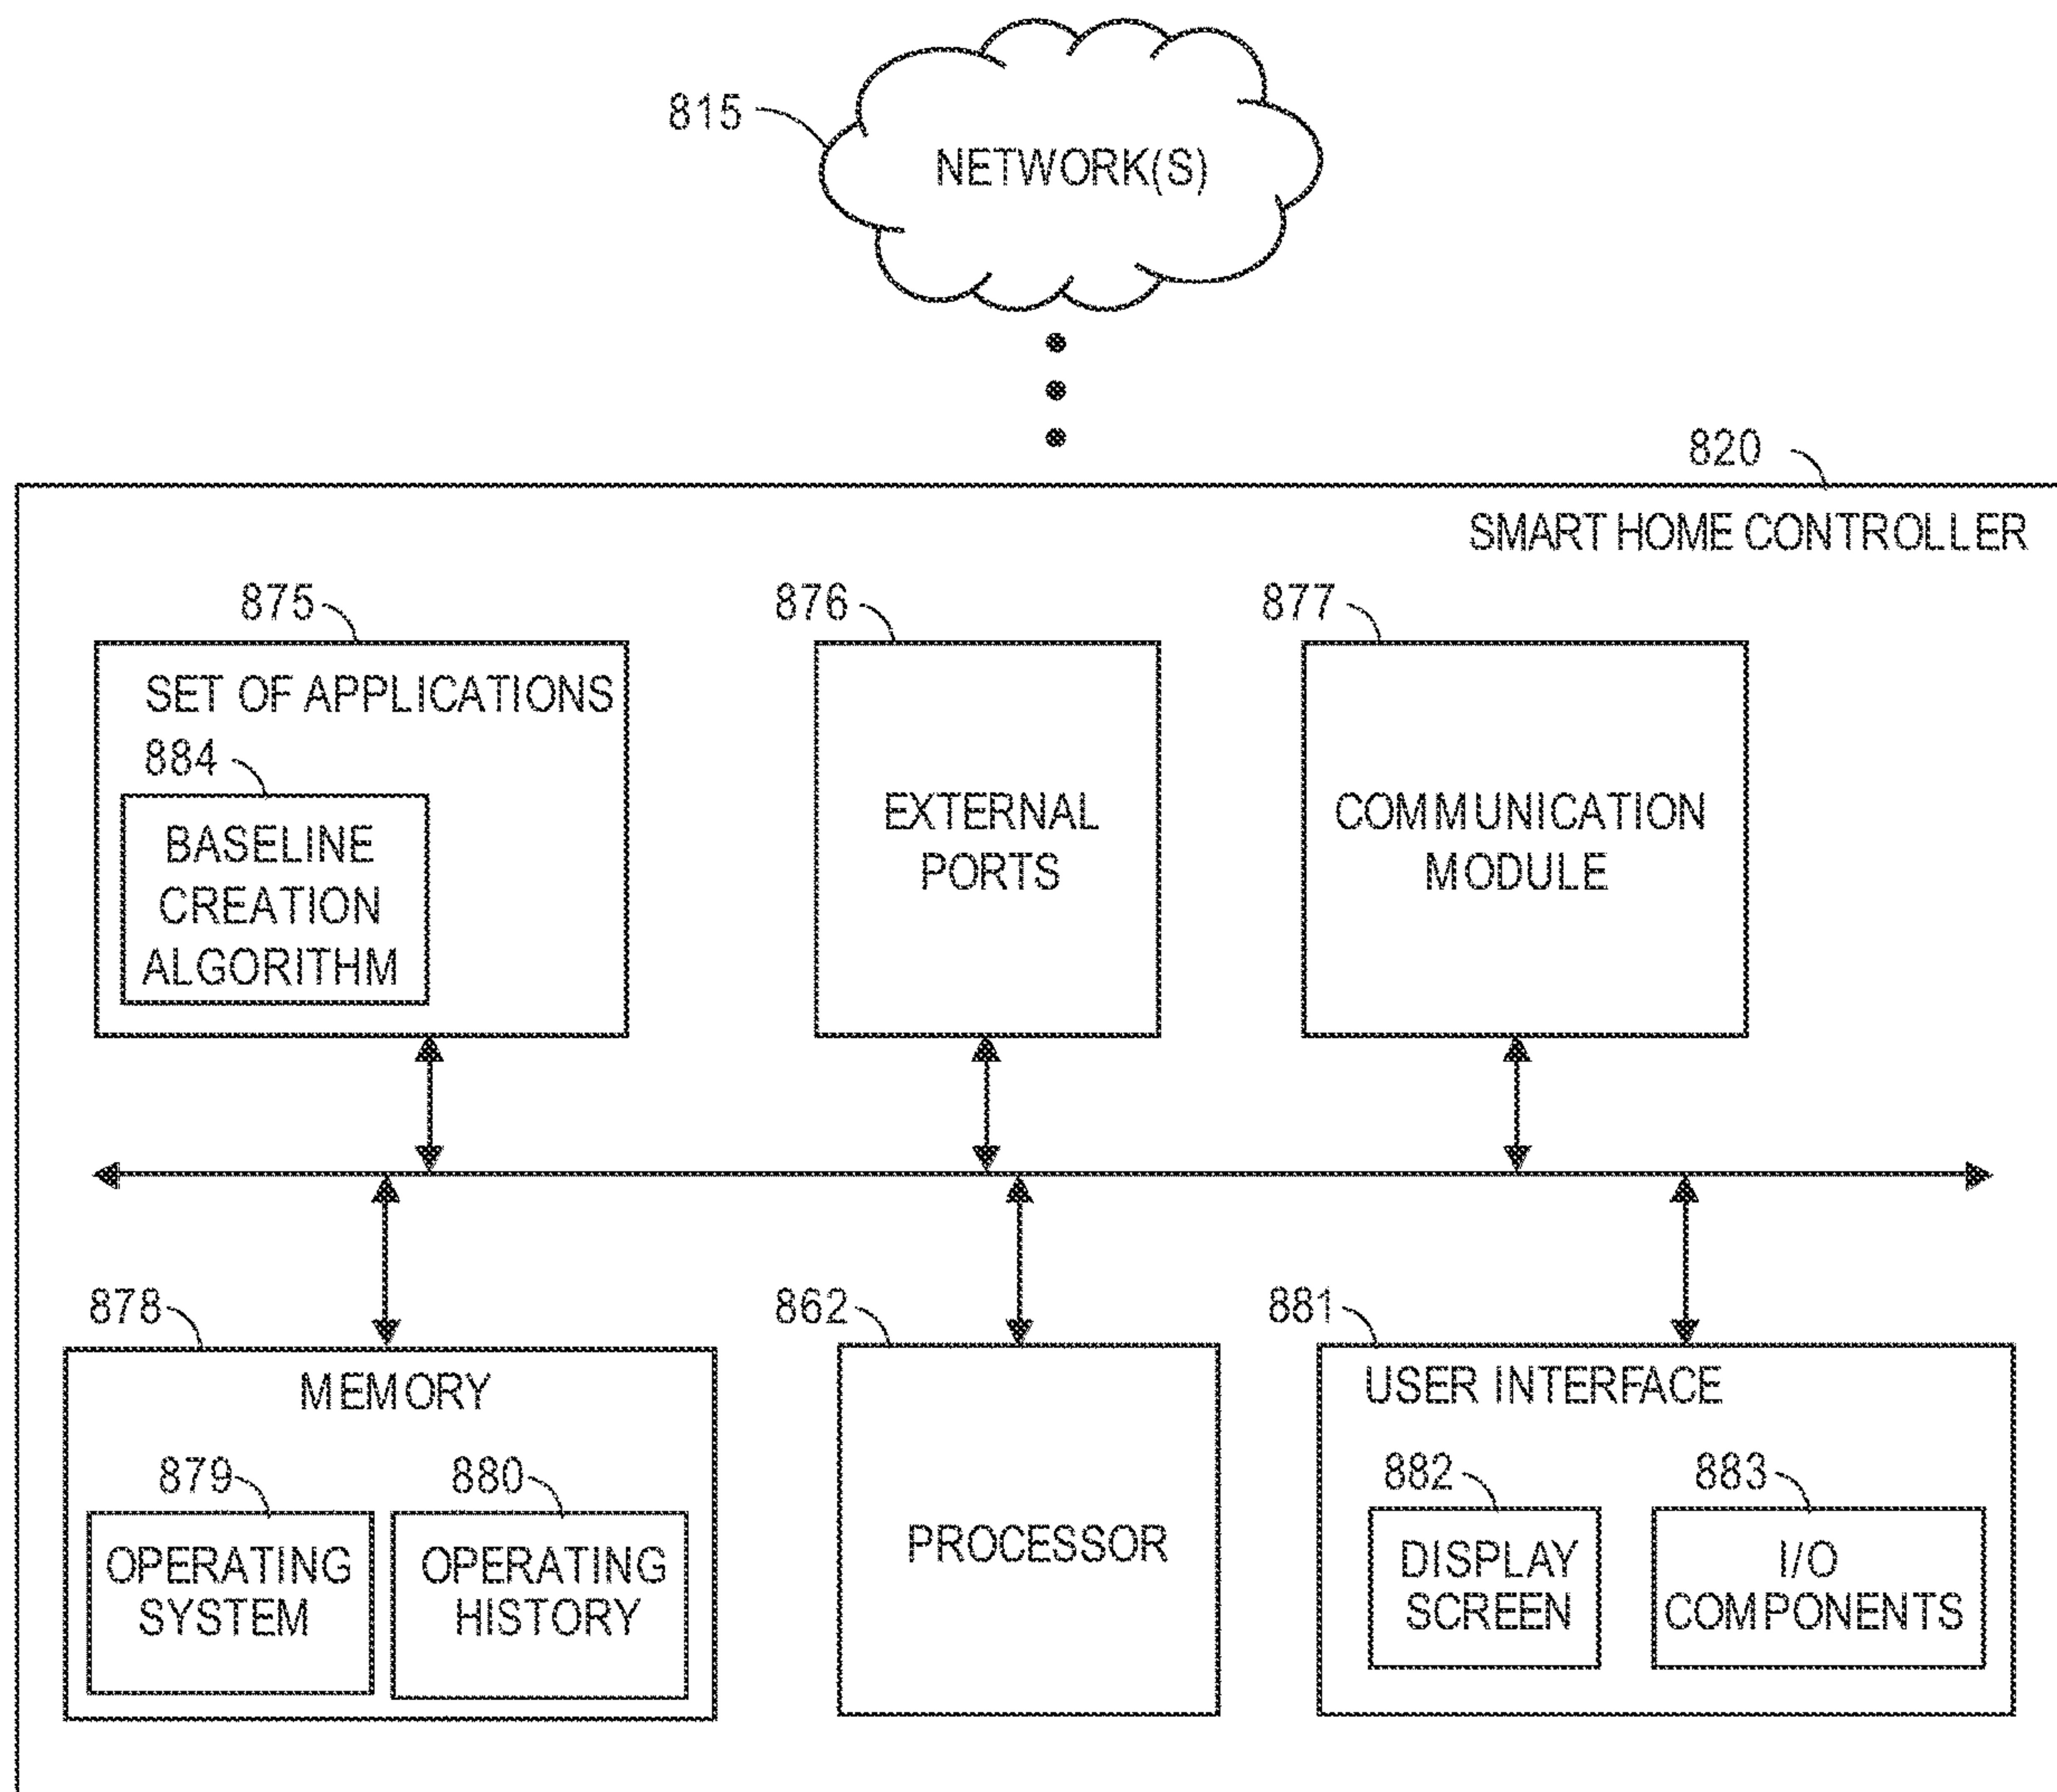 815
NETWORK(S)
820
SMART HOME CONTROLLER
875
SET OF APPLICATIONS
884
BASELINE
CREATION
ALGORITHM
876
EXTERNAL
PORTS
877
COMMUNICATION
MODULE
878
MEMORY
879
OPERATING
SYSTEM
880
OPERATING
HISTORY
862
PROCESSOR
881
USER INTERFACE
882
DISPLAY
SCREEN
883
I/O
COMPONENTS